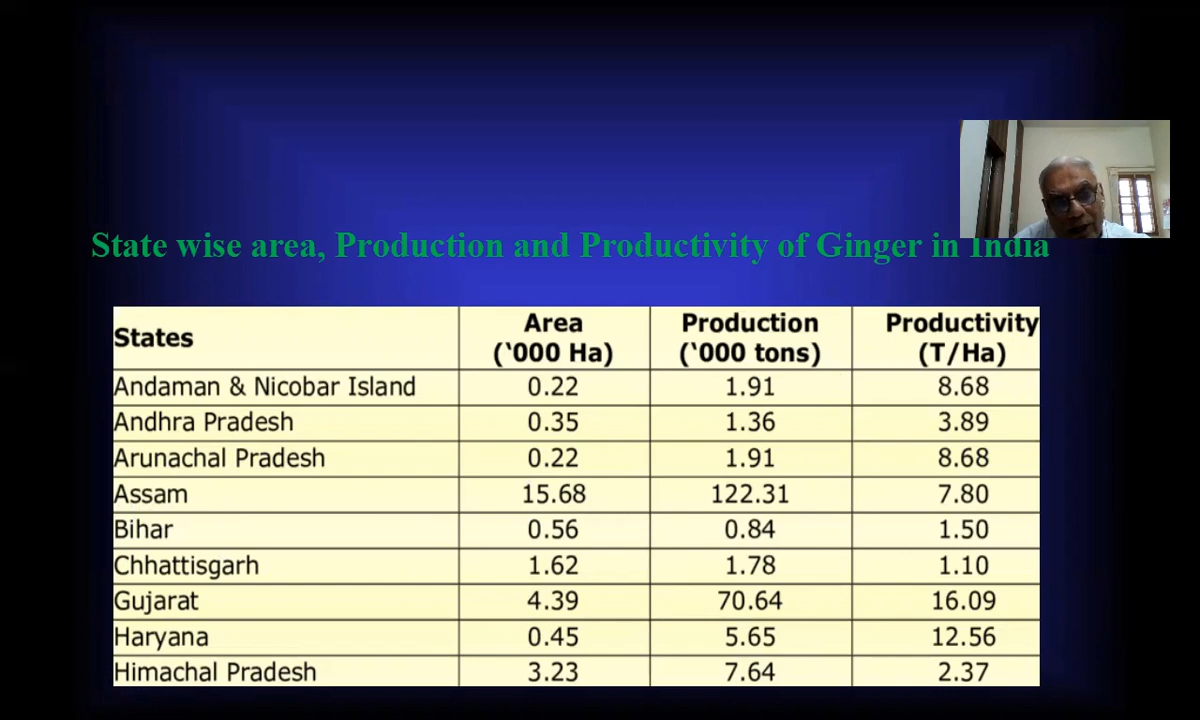 State wise area, Production and Productivity of Ginger in India
States Area (‘000 Ha) Production (‘000 tons) Productivity (T/Ha)
Andaman & Nicobar Island 0.22 1.91 8.68
Andhra Pradesh 0.35 1.36 3.89
Arunachal Pradesh 0.22 1.91 8.68
Assam 15.68 122.31 7.80
Bihar 0.56 0.84 1.50
Chhattisgarh 1.62 1.78 1.10
Gujarat 4.39 70.64 16.09
Haryana 0.45 5.65 12.56
Himachal Pradesh 3.23 7.64 2.37